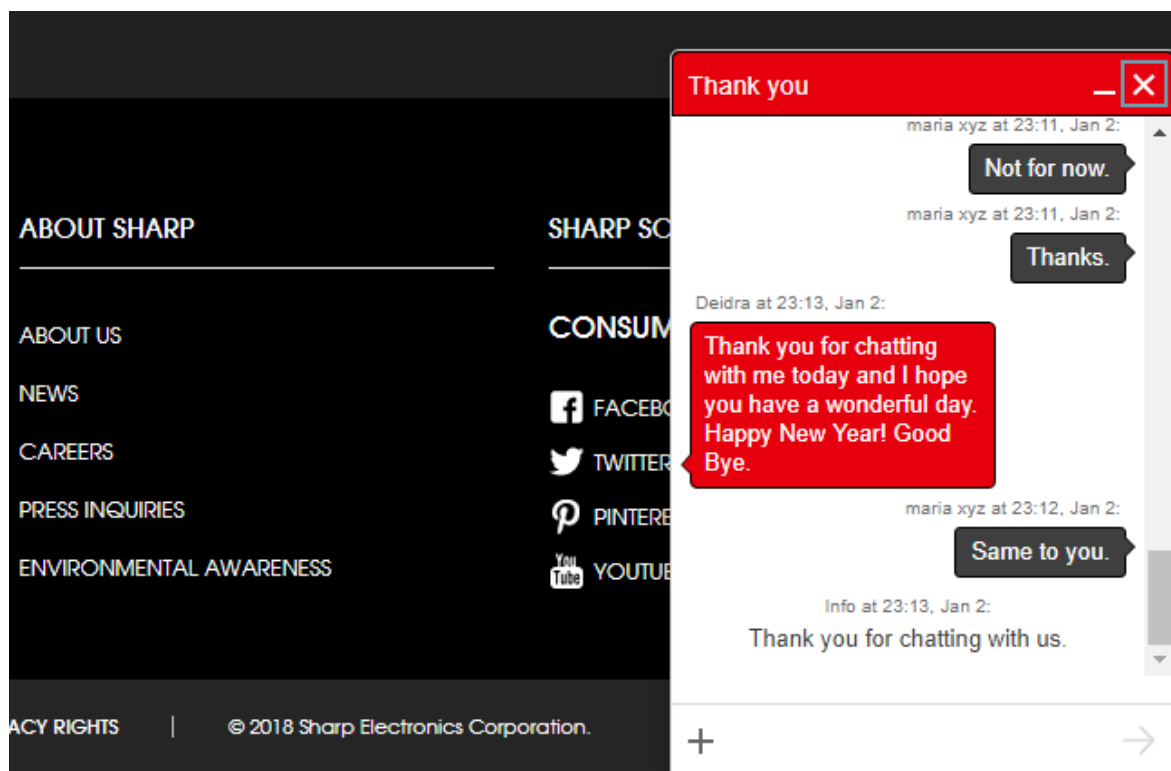 ABOUT SHARP
ABOUT US
NEWS
CAREERS
PRESS INQUIRIES
ENVIRONMENTAL AWARENESS
SHARP SO
CONSUM
FACEBO
TWITTER
PINTERE
You
Tube
YOUTUB
ACY RIGHTS | © 2018 Sharp Electronics Corporation.
Thank you
maria xyz at 23:11, Jan 2:
Not for now.
maria xyz at 23:11, Jan 2:
Thanks.
Deidra at 23:13, Jan 2:
Thank you for chatting
with me today and I hope
you have a wonderful day.
Happy New Year! Good
Bye.
maria xyz at 23:12, Jan 2:
Same to you.
Info at 23:13, Jan 2:
Thank you for chatting with us.